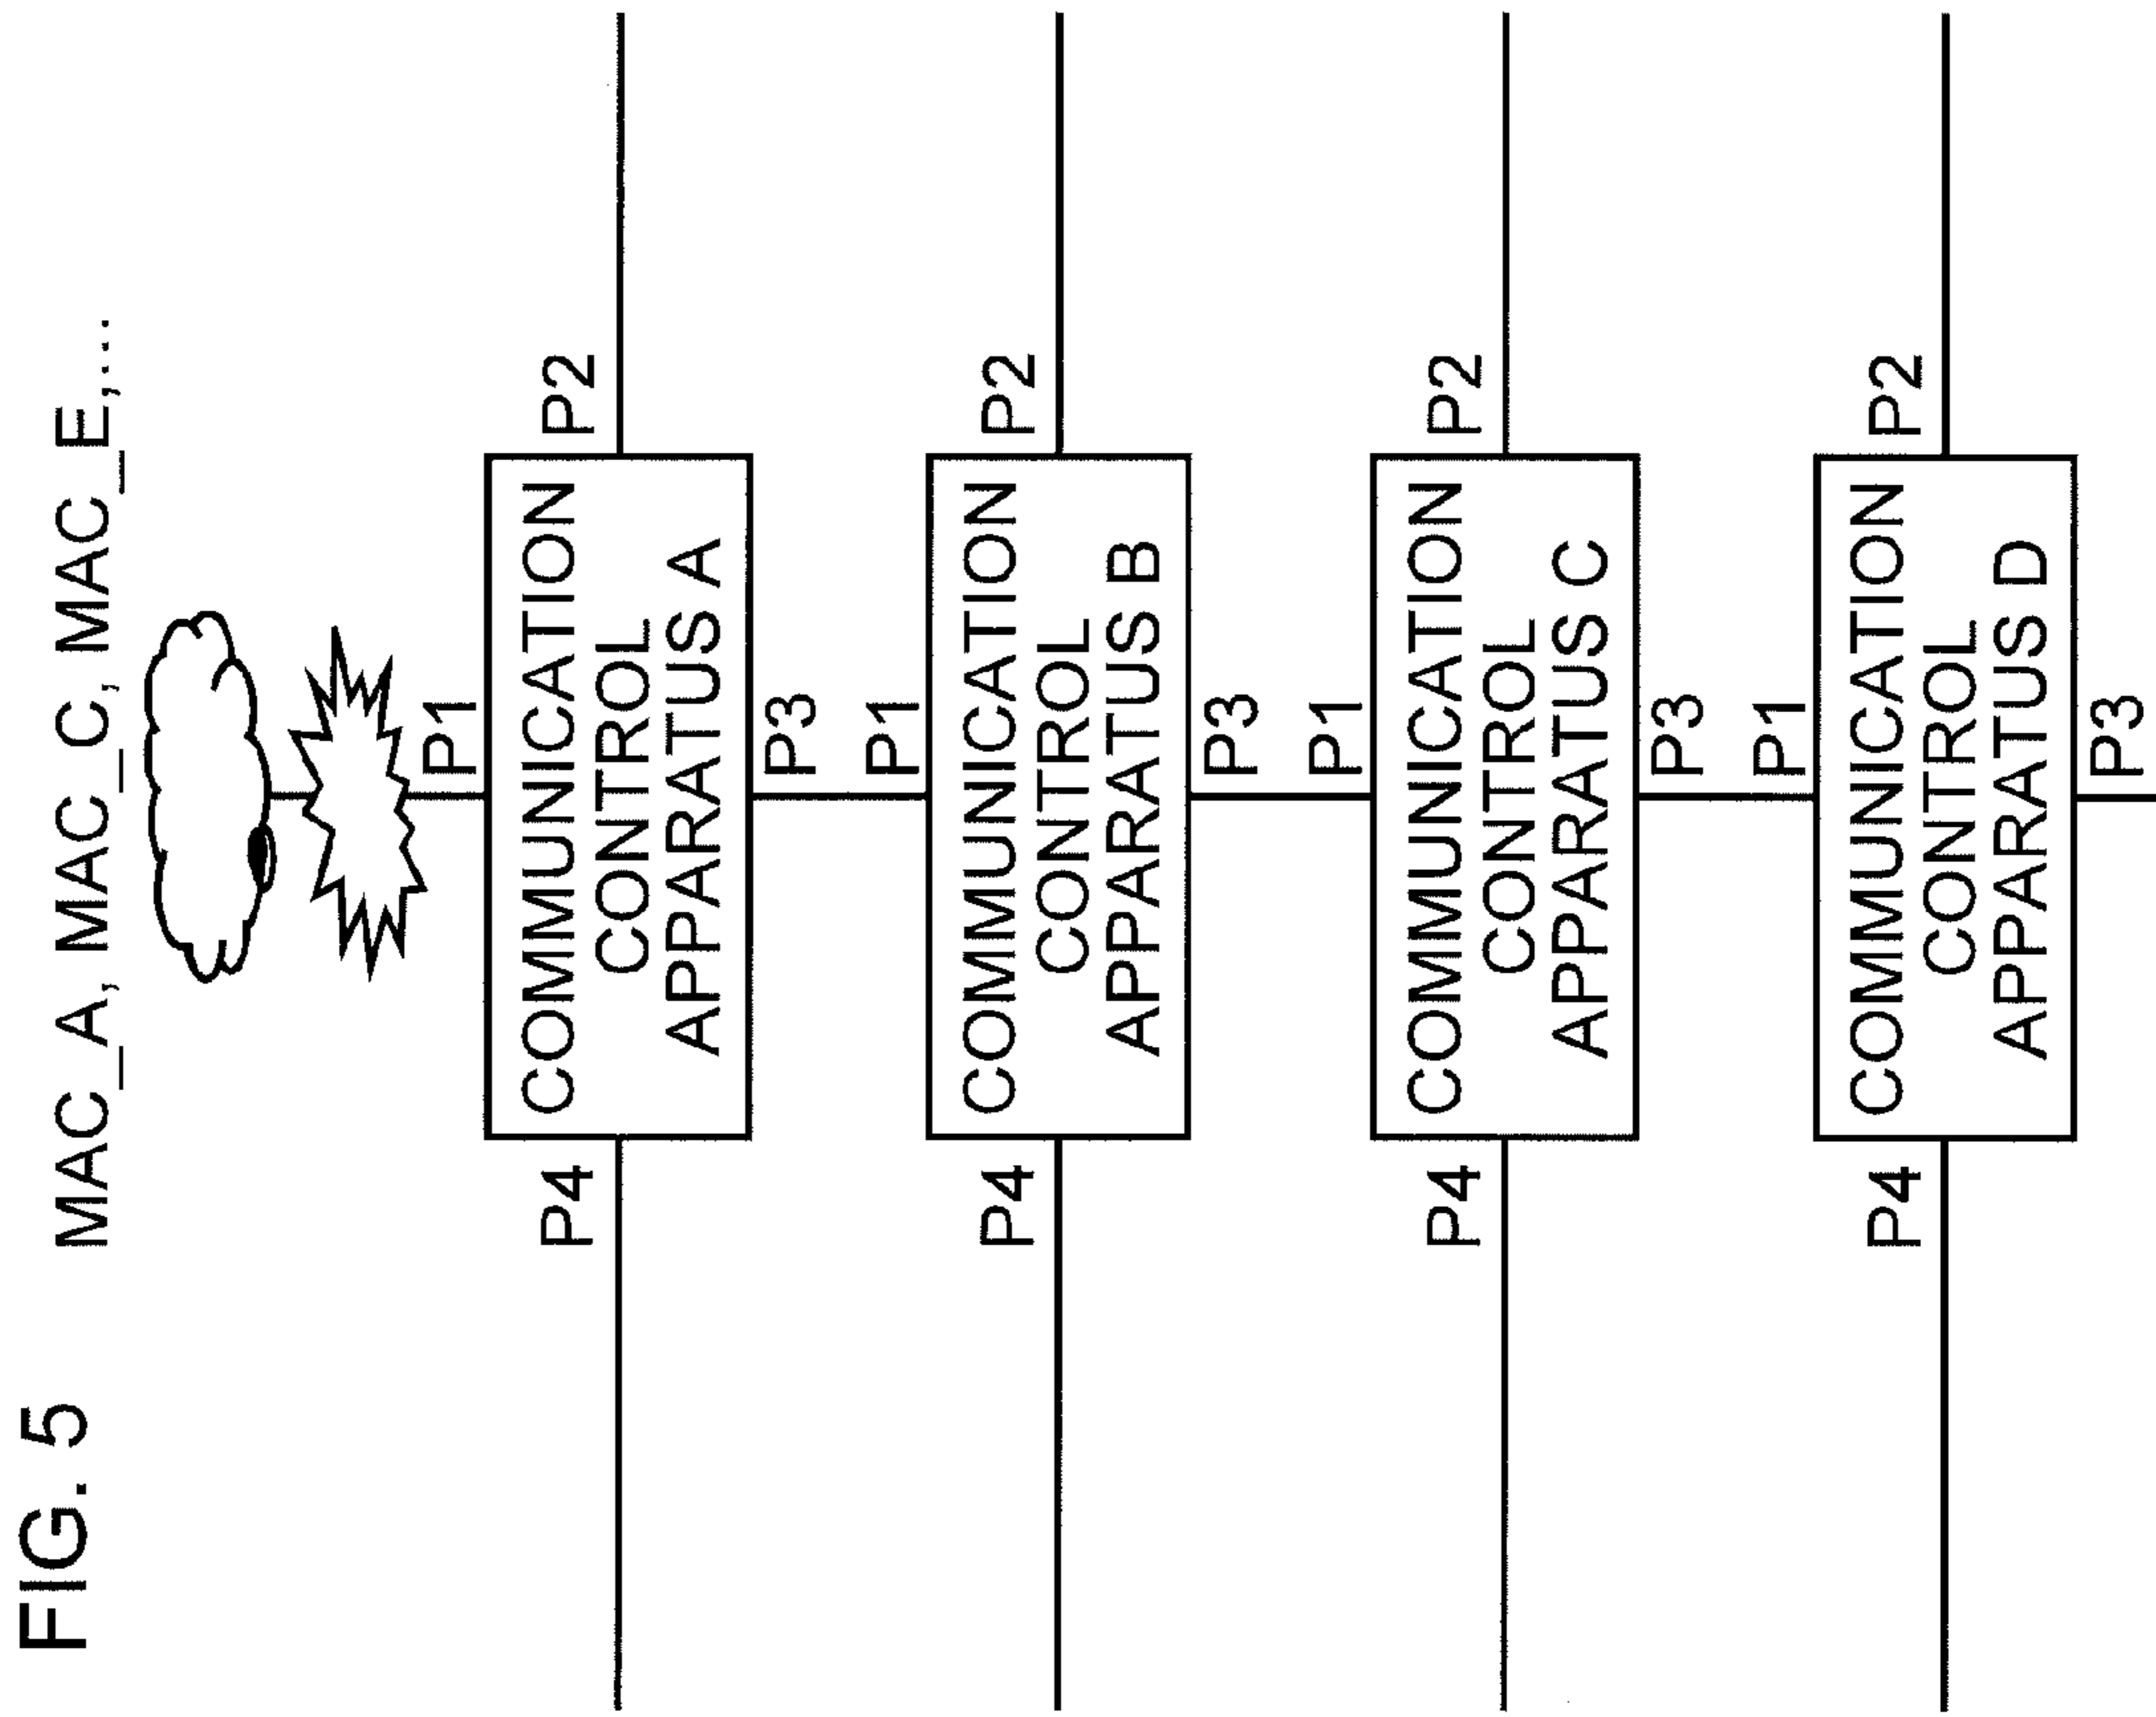 FIG. 5
MAC_A, MAC_C, MAC_E,...
P1
P4
COMMUNICATION
CONTROL
APPARATUS A
P2
P3
P1
P4
COMMUNICATION
CONTROL
APPARATUS B
P2
P3
P1
P4
COMMUNICATION
CONTROL
APPARATUS C
P2
P3
P1
P4
COMMUNICATION
CONTROL
APPARATUS D
P2
P3